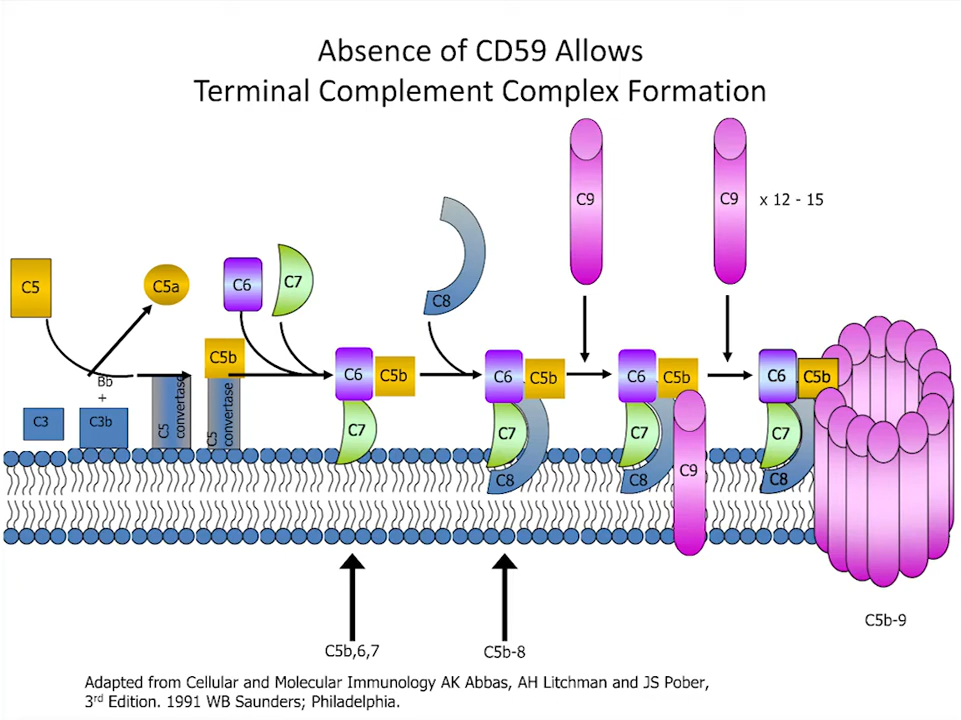 Absence of CD59 Allows
Terminal Complement Complex Formation
C9
C9
x 12 - 15
C5
C5a
C6
C7
C8
C5b
Bb
+
C3
C3b
C5
convertase
C5
convertase
C6
C5b
C7
C6
C5b
C7
C8
C6
C5b
C7
C8
C9
C6
C5b
C7
C8
C5b-9
C5b,6,7
C5b-8
Adapted from Cellular and Molecular Immunology AK Abbas, AH Litchman and JS Pober,
3rd Edition. 1991 WB Saunders; Philadelphia.